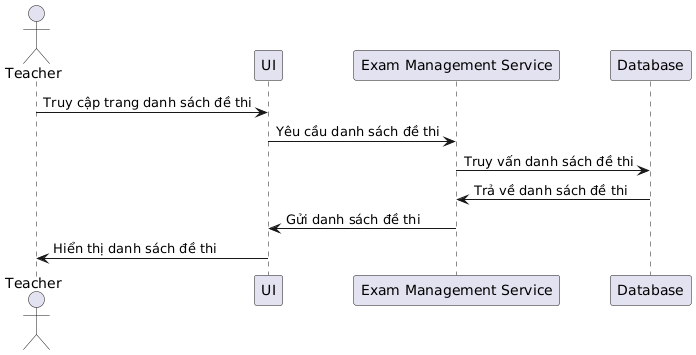 Teacher
UI
Exam Management Service
Database
Truy cập trang danh sách đề thi
Yêu cầu danh sách đề thi
Truy vấn danh sách đề thi
Trả về danh sách đề thi
Gửi danh sách đề thi
Hiển thị danh sách đề thi
Teacher
UI
Exam Management Service
Database